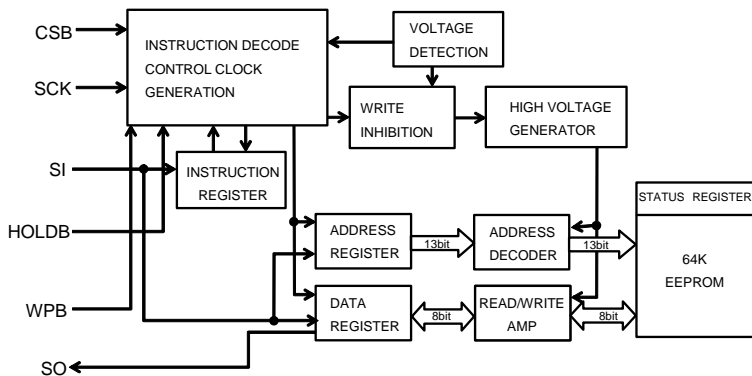 CSB
SCK
SI
HOLDB
WPB
SO
INSTRUCTION DECODE
CONTROL CLOCK
GENERATION
VOLTAGE
DETECTION
WRITE
INHIBITION
HIGH VOLTAGE
GENERATOR
INSTRUCTION
REGISTER
ADDRESS
REGISTER
13bit
ADDRESS
DECODER
13bit
DATA
REGISTER
8bit
READ/WRITE
AMP
8bit
STATUS REGISTER
64K
EEPROM